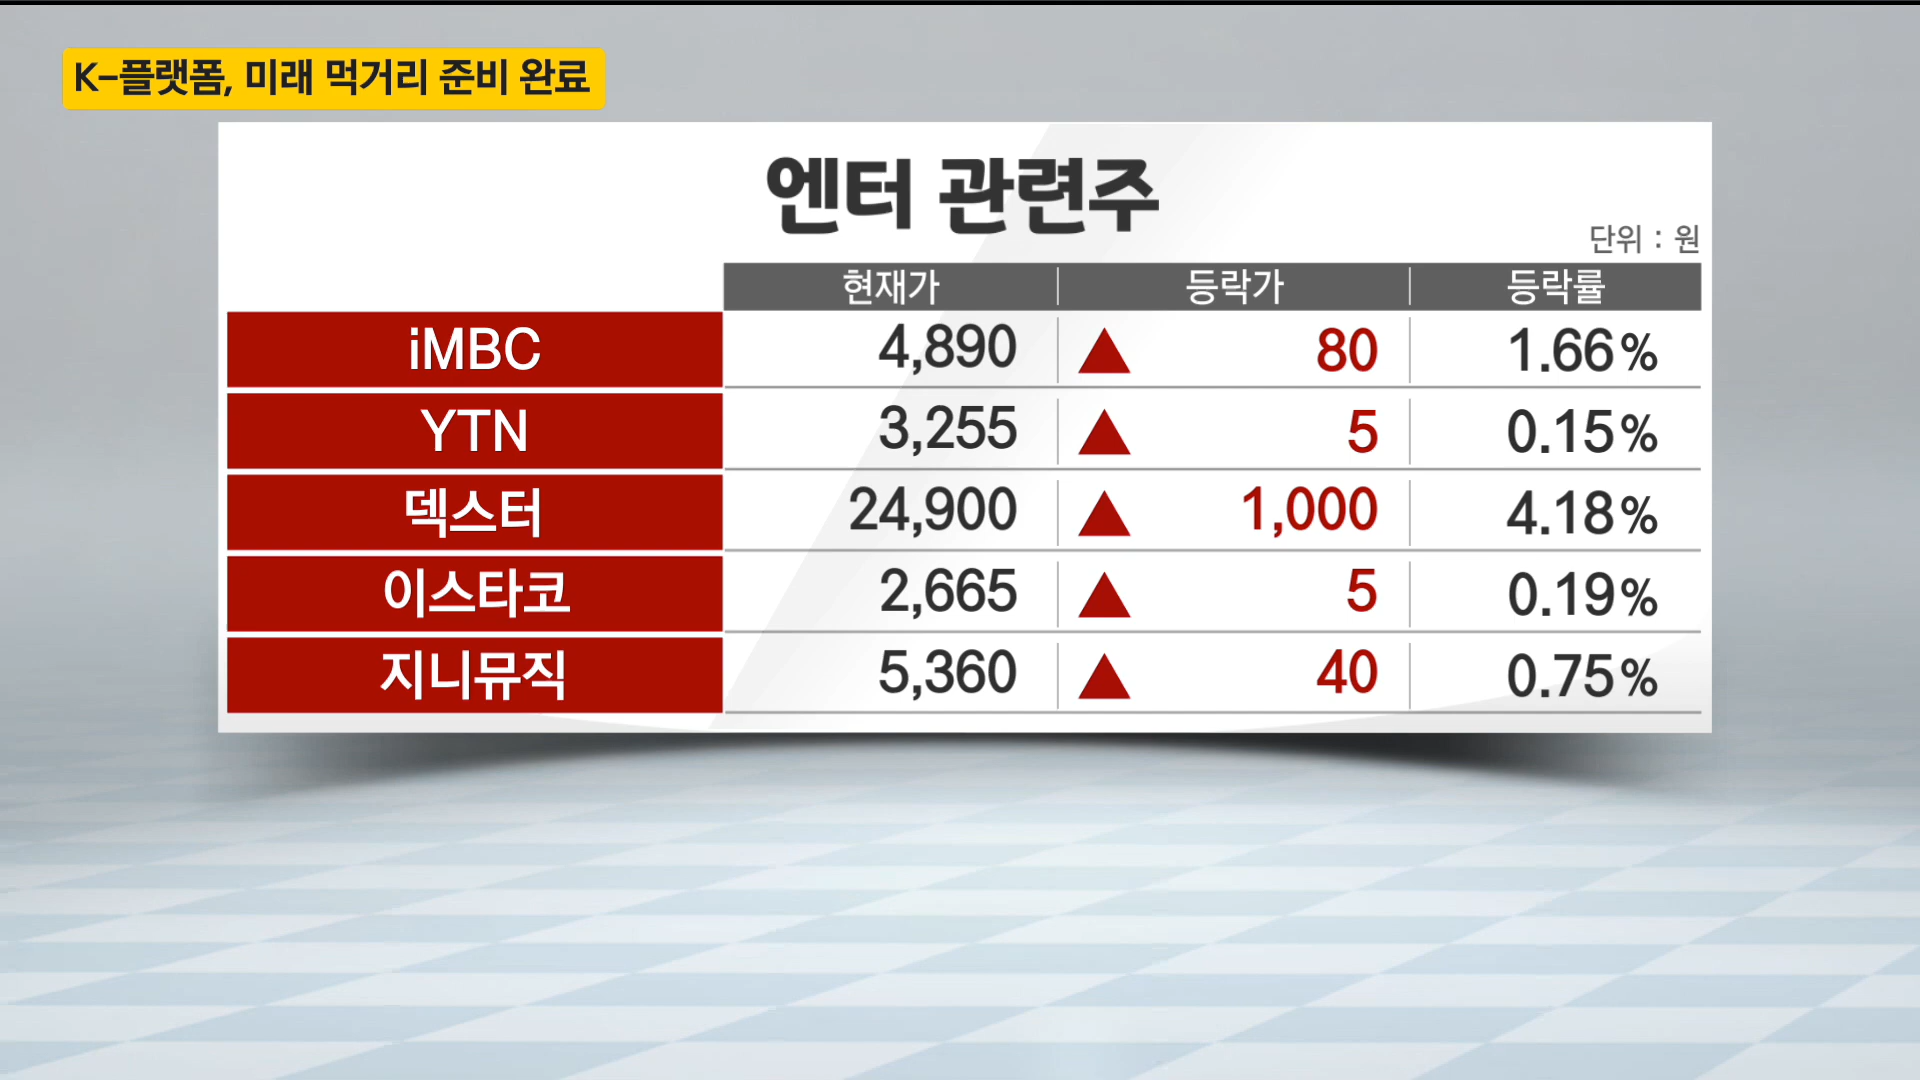 K-플랫폼, 미래 먹거리 준비 완료
엔터 관련주
단위 : 원
현재가 등락가 등락률
iMBC 4,890 ▲ 80 1.66%
YTN 3,255 ▲ 5 0.15%
덱스터 24,900 ▲ 1,000 4.18%
이스타코 2,665 ▲ 5 0.19%
지니뮤직 5,360 ▲ 40 0.75%